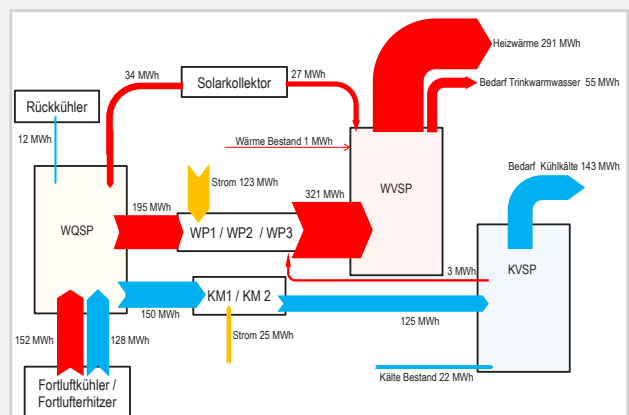 Heizwärme 291 MWh
34 MWh
Solarkollektor
27 MWh
Bedarf Trinkwarmwasser 55 MWh
Rückkühler
12 MWh
Wärme Bestand 1 MWh
Bedarf Kühlkälte 143 MWh
Strom 123 MWh
321 MWh
WVSP
195 MWh
WQSP
WP1 / WP2 / WP3
3 MWh
KVSP
KM1 / KM 2
150 MWh
125 MWh
152 MWh
128 MWh
Strom 25 MWh
Kälte Bestand 22 MWh
Fortluftkühler /
Fortlufterhitzer